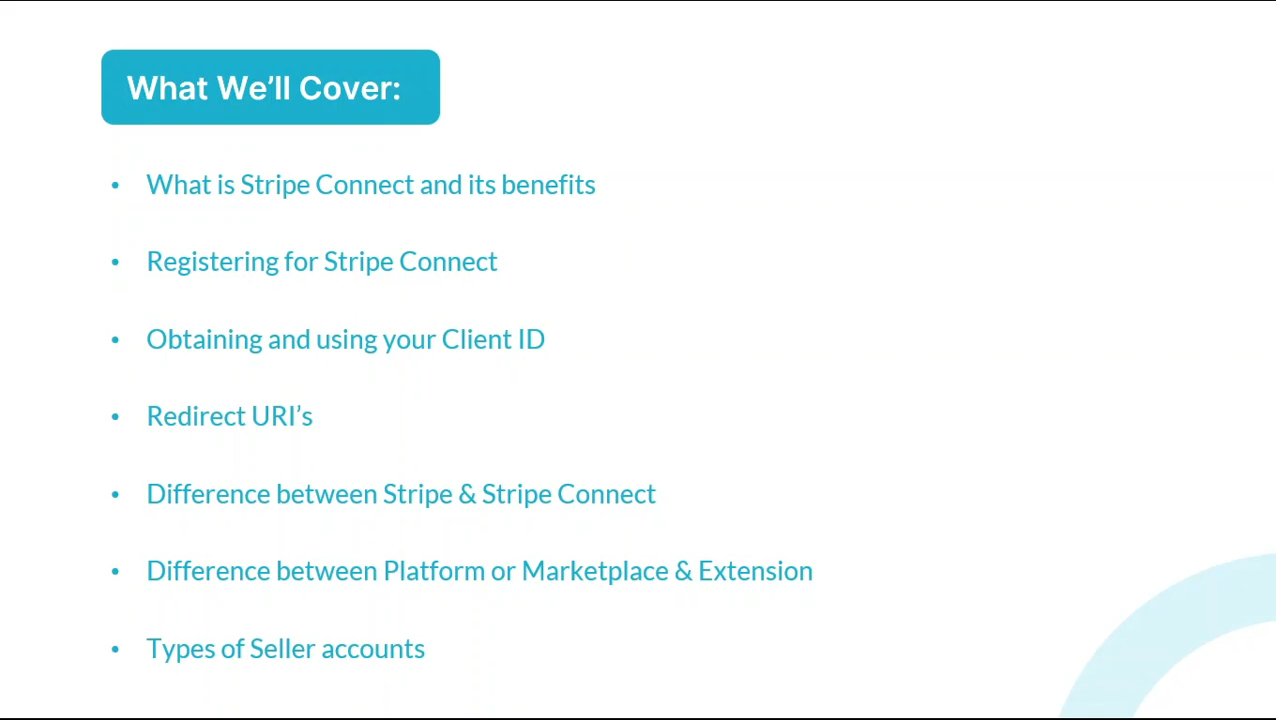 What We’ll Cover:
• What is Stripe Connect and its benefits
• Registering for Stripe Connect
• Obtaining and using your Client ID
• Redirect URI’s
• Difference between Stripe & Stripe Connect
• Difference between Platform or Marketplace & Extension
• Types of Seller accounts